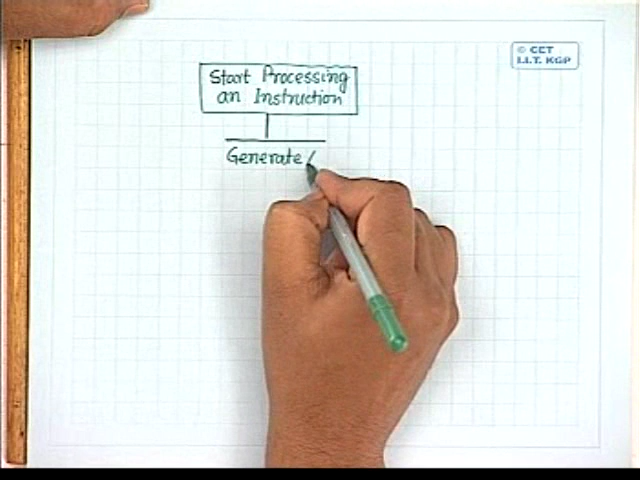 © CET
I.I.T. KGP
Start Processing
an Instruction
Generate